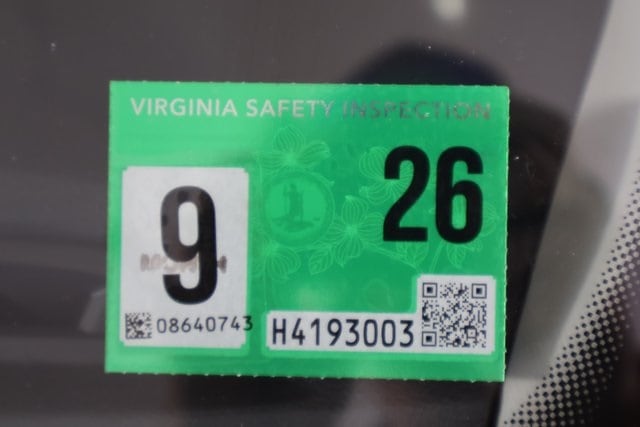 VIRGINIA SAFETY INSPECTION
9
26
08640743
H4193003